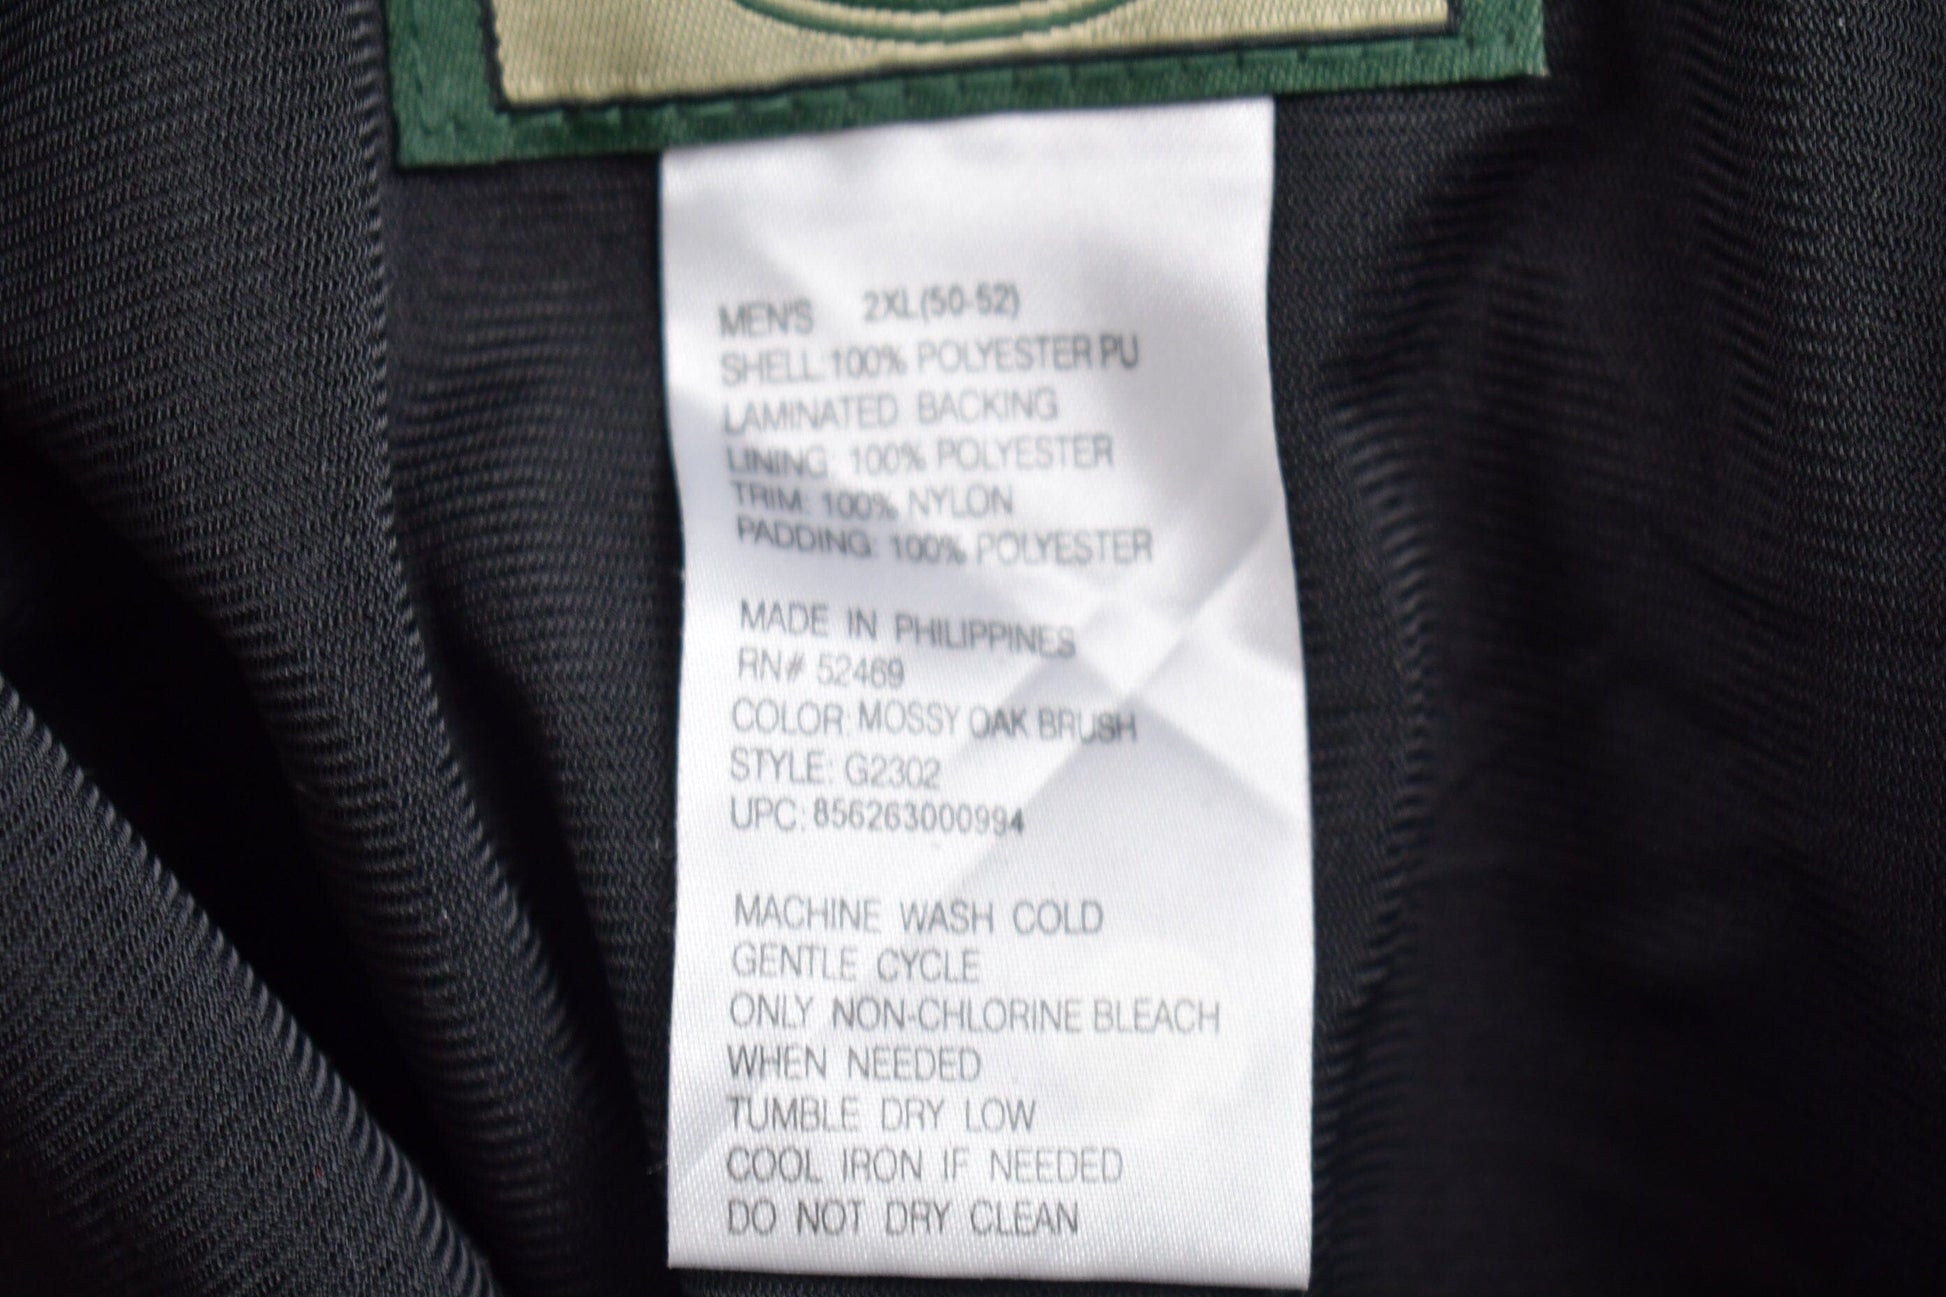 MEN'S 2XL(50-52)
SHELL:100% POLYESTER PU
LAMINATED BACKING
LINING: 100% POLYESTER
TRIM: 100% NYLON
PADDING: 100% POLYESTER
MADE IN PHILIPPINES
RN# 52469
COLOR: MOSSY OAK BRUSH
STYLE: G2302
UPC: 856263000994
MACHINE WASH COLD
GENTLE CYCLE
ONLY NON-CHLORINE BLEACH
WHEN NEEDED
TUMBLE DRY LOW
COOL IRON IF NEEDED
DO NOT DRY CLEAN